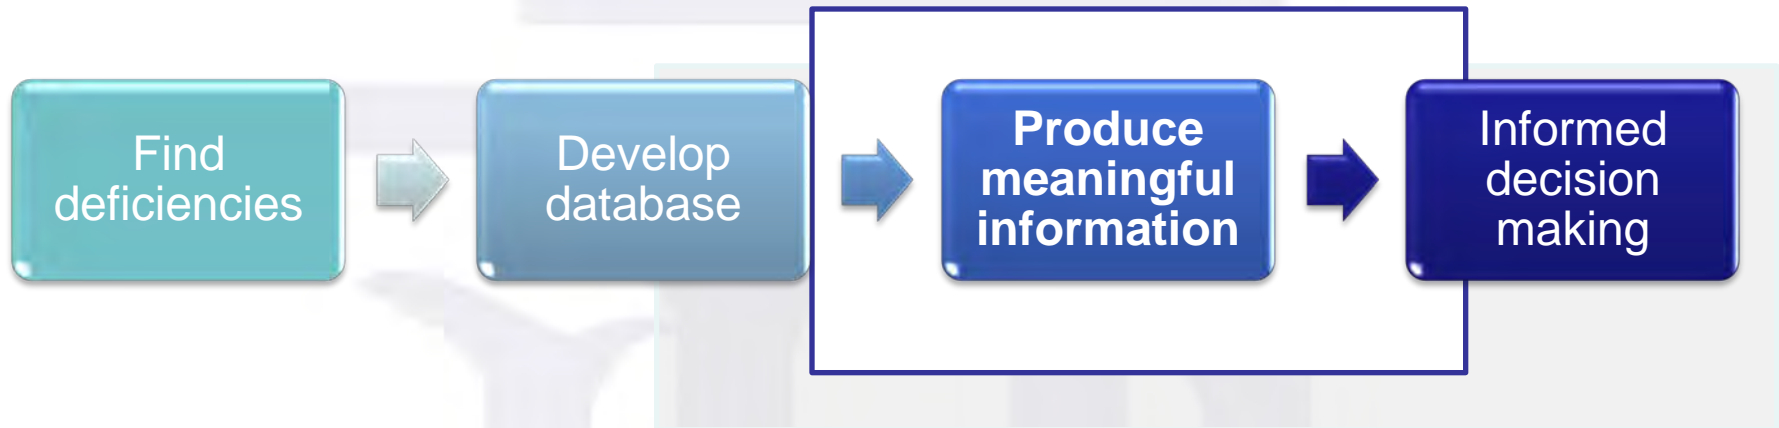 Find
deficiencies
Develop
database
Produce
meaningful
information
Informed
decision
making